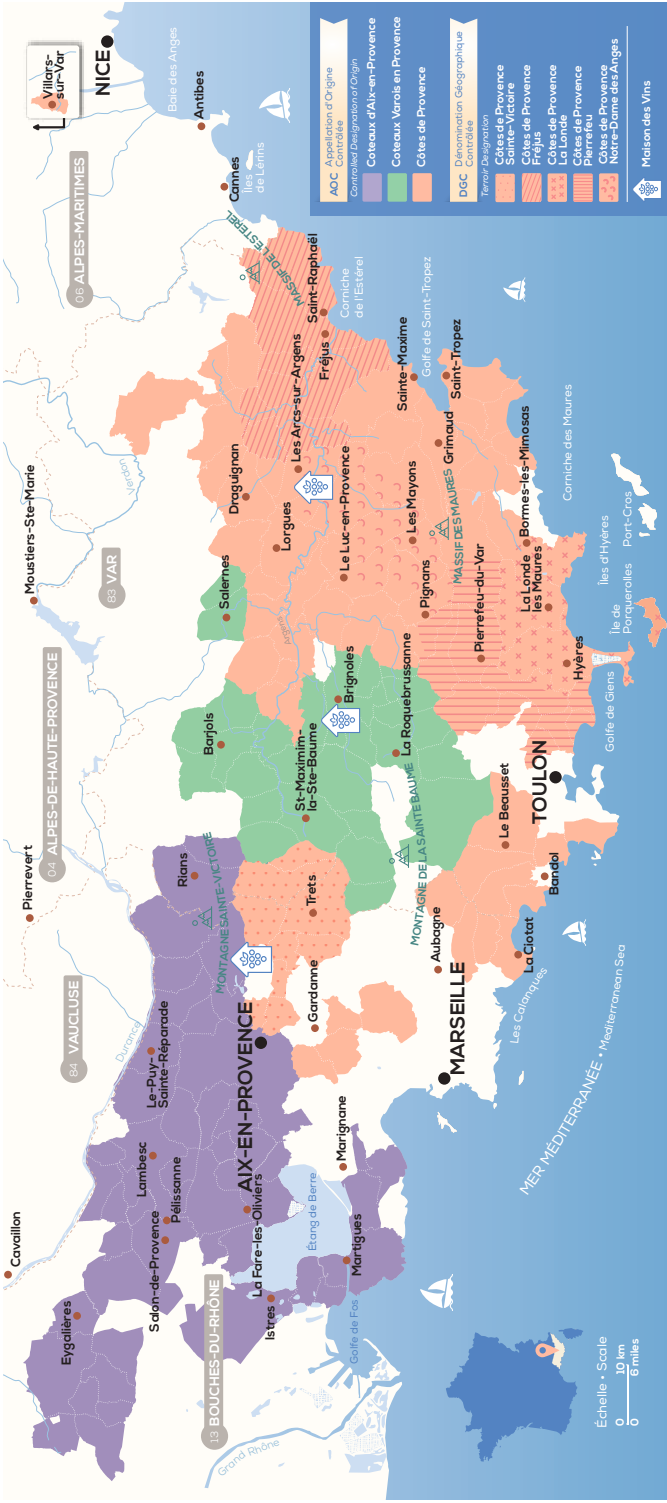 Villars-
sur-Var
NICE
Baie des Anges
Antibes
Cannes
Îles
de Lérins
06 ALPES-MARITIMES
MASSIF DE L'ESTEREL
Saint-Raphaël
Corniche
de l'Estérel
Fréjus
Les Arcs-sur-Argens
Draguignan
Sainte-Maxime
Golfe de Saint-Tropez
Saint-Tropez
Grimaud
Verdon
Moustiers-Ste-Marie
83 VAR
Lorgues
Le Luc-en-Provence
Les Mayons
MASSIF DES MAURES
Bormes-les-Mimosas
Corniche des Maures
Salernes
Argens
Pignans
Pierrefeu-du-Var
La Londe
les Maures
Hyères
Îles d'Hyères
Port-Cros
Île de
Porquerolles
Golfe de Giens
04 ALPES-DE-HAUTE-PROVENCE
Barjols
Brignoles
St-Maximim-
la-Ste-Baume
La Roquebrussanne
MONTAGNE DE LA SAINTE BAUME
TOULON
Le Beausset
Bandol
Pierrevert
Rians
MONTAGNE SAINTE-VICTOIRE
Trets
Aubagne
La Ciotat
Les Calanques
84 VAUCLUSE
Durance
Le-Puy-
Sainte-Réparade
AIX-EN-PROVENCE
Gardanne
MARSEILLE
MER MÉDITERRANÉE • Mediterranean Sea
Cavaillon
Lambesc
Pélissanne
Salon-de-Provence
La Fare-les-Oliviers
Marignane
Étang de Berre
Martigues
Istres
Eygalières
13 BOUCHES-DU-RHÔNE
Golfe de Fos
Grand Rhône
AOC
Appellation d'Origine
Contrôlée
Controlled Designation of Origin
Coteaux d'Aix-en-Provence
Coteaux Varois en Provence
Côtes de Provence
DGC
Dénomination Géographique
Contrôlée
Terroir Designation
Côtes de Provence
Sainte-Victoire
Côtes de Provence
Fréjus
Côtes de Provence
La Londe
Côtes de Provence
Pierrefeu
Côtes de Provence
Notre-Dame des Anges
Maison des Vins
Échelle • Scale
0 10 km
0 6 miles